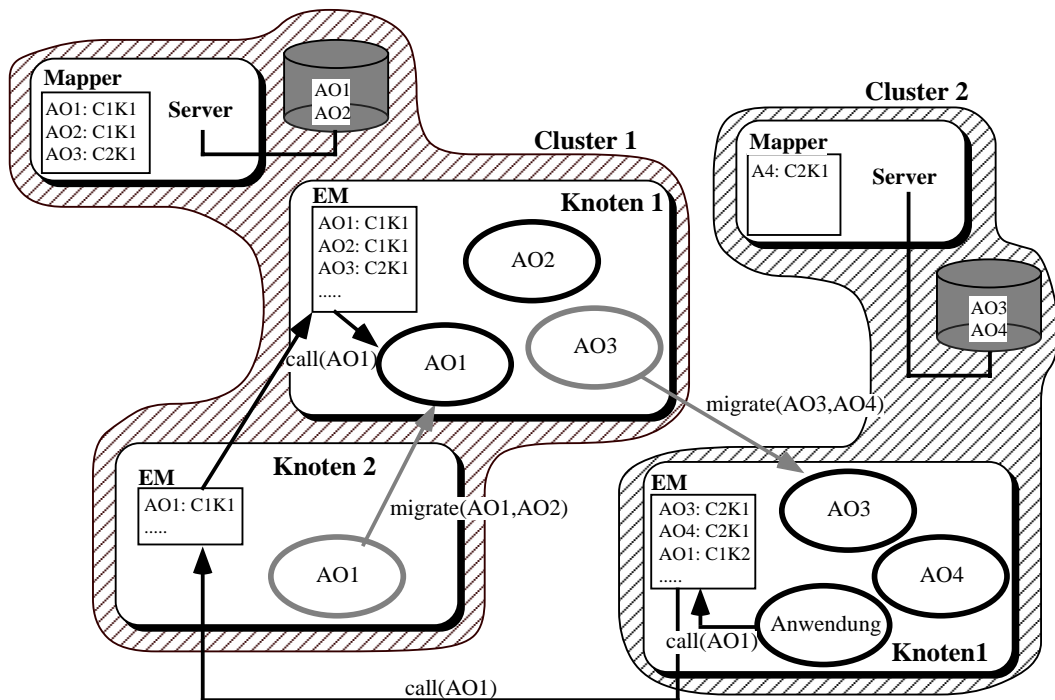 Mapper
AO1: C1K1
AO2: C1K1
AO3: C2K1
Server
AO1
AO2
Cluster 1
EM
AO1: C1K1
AO2: C1K1
AO3: C2K1
.....
Knoten 1
AO2
AO3
AO1
call(AO1)
Knoten 2
EM
AO1: C1K1
.....
migrate(AO1,AO2)
AO1
Cluster 2
Mapper
A4: C2K1
Server
AO3
AO4
migrate(AO3,AO4)
EM
AO3: C2K1
AO4: C2K1
AO1: C1K2
.....
AO3
AO4
Anwendung
call(AO1)
Knoten1
call(AO1)